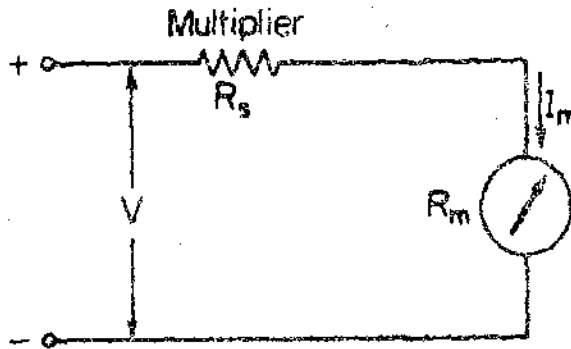 Multiplier
+
R_s
I_m
V
R_m
-